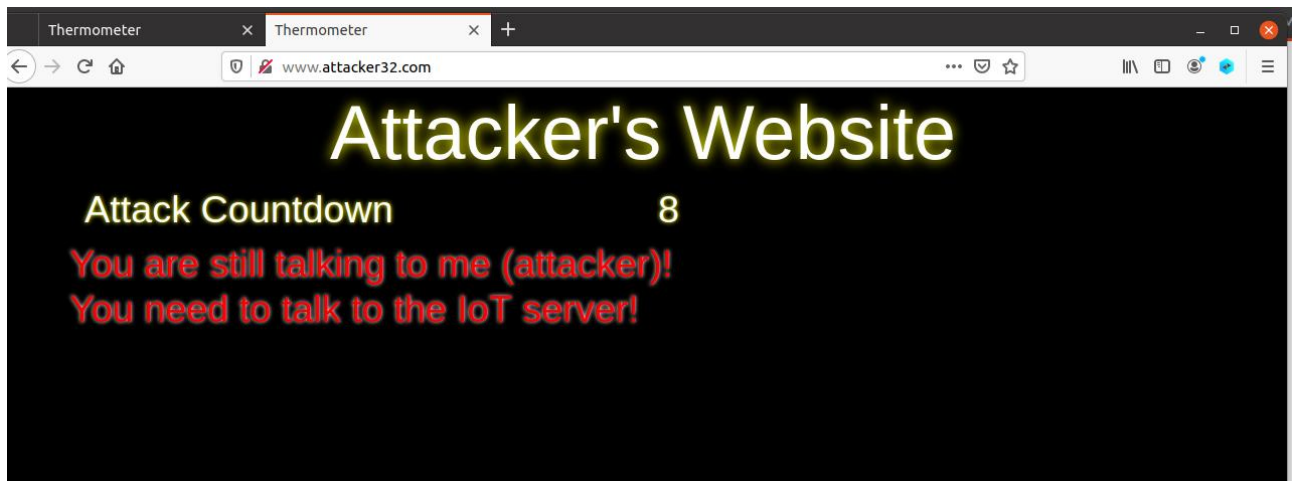 Thermometer Thermometer
www.attacker32.com
Attacker's Website
Attack Countdown 8
You are still talking to me (attacker)!
You need to talk to the IoT server!